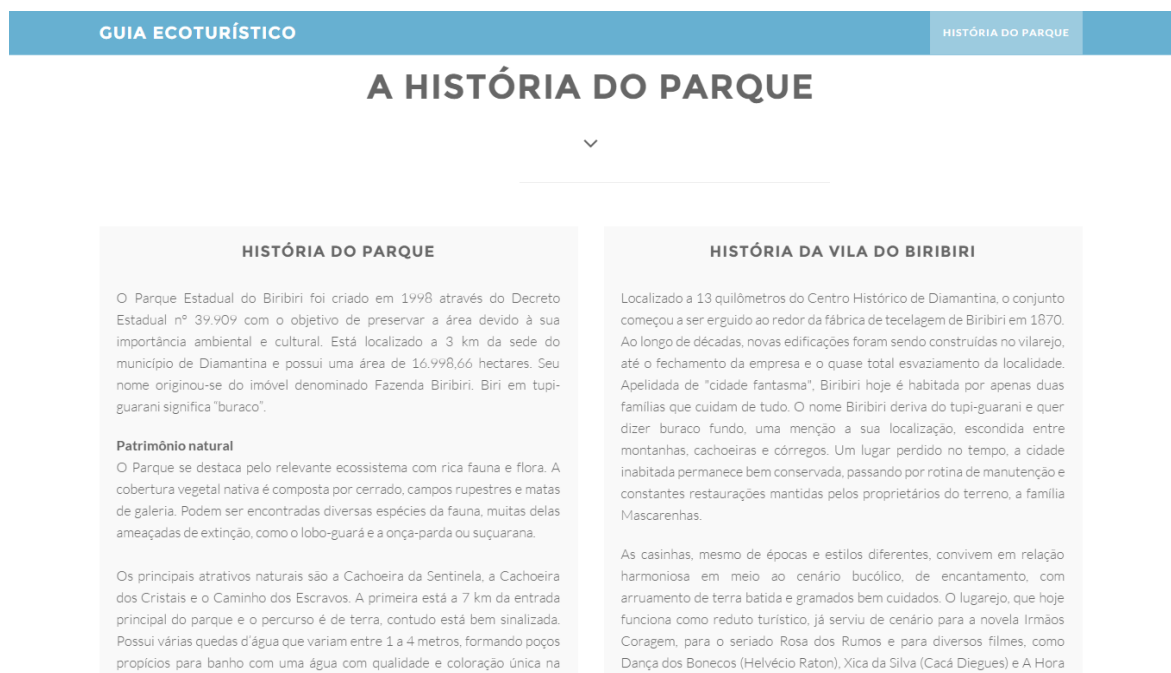 GUIA ECOTURÍSTICO
HISTÓRIA DO PARQUE
A HISTÓRIA DO PARQUE
HISTÓRIA DO PARQUE
O Parque Estadual do Biribiri foi criado em 1998 através do Decreto
Estadual nº 39.909 com o objetivo de preservar a área devido à sua
importância ambiental e cultural. Está localizado a 3 km da sede do
município de Diamantina e possui uma área de 16.998,66 hectares. Seu
nome originou-se do imóvel denominado Fazenda Biribiri. Biri em tupi-
guarani significa “buraco”.
Patrimônio natural
O Parque se destaca pelo relevante ecossistema com rica fauna e flora. A
cobertura vegetal nativa é composta por cerrado, campos rupestres e matas
de galeria. Podem ser encontradas diversas espécies da fauna, muitas delas
ameaçadas de extinção, como o lobo-guará e a onça-parda ou suçuarana.
Os principais atrativos naturais são a Cachoeira da Sentinela, a Cachoeira
dos Cristais e o Caminho dos Escravos. A primeira está a 7 km da entrada
principal do parque e o percurso é de terra, contudo está bem sinalizada.
Possui várias quedas d’água que variam entre 1 a 4 metros, formando poços
propícios para banho com uma água com qualidade e coloração única na
HISTÓRIA DA VILA DO BIRIBIRI
Localizado a 13 quilômetros do Centro Histórico de Diamantina, o conjunto
começou a ser erguido ao redor da fábrica de tecelagem de Biribiri em 1870.
Ao longo de décadas, novas edificações foram sendo construídas no vilarejo,
até o fechamento da empresa e o quase total esvaziamento da localidade.
Apelidada de "cidade fantasma", Biribiri hoje é habitada por apenas duas
famílias que cuidam de tudo. O nome Biribiri deriva do tupi-guarani e quer
dizer buraco fundo, uma menção a sua localização, escondida entre
montanhas, cachoeiras e córregos. Um lugar perdido no tempo, a cidade
inabitada permanece bem conservada, passando por rotina de manutenção e
constantes restaurações mantidas pelos proprietários do terreno, a família
Mascarenhas.
As casinhas, mesmo de épocas e estilos diferentes, convivem em relação
harmoniosa em meio ao cenário bucólico, de encantamento, com
arruamento de terra batida e gramados bem cuidados. O lugarejo, que hoje
funciona como reduto turístico, já serviu de cenário para a novela Irmãos
Coragem, para o seriado Rosa dos Rumos e para diversos filmes, como
Dança dos Bonecos (Helvécio Raton), Xica da Silva (Cacá Diegues) e A Hora